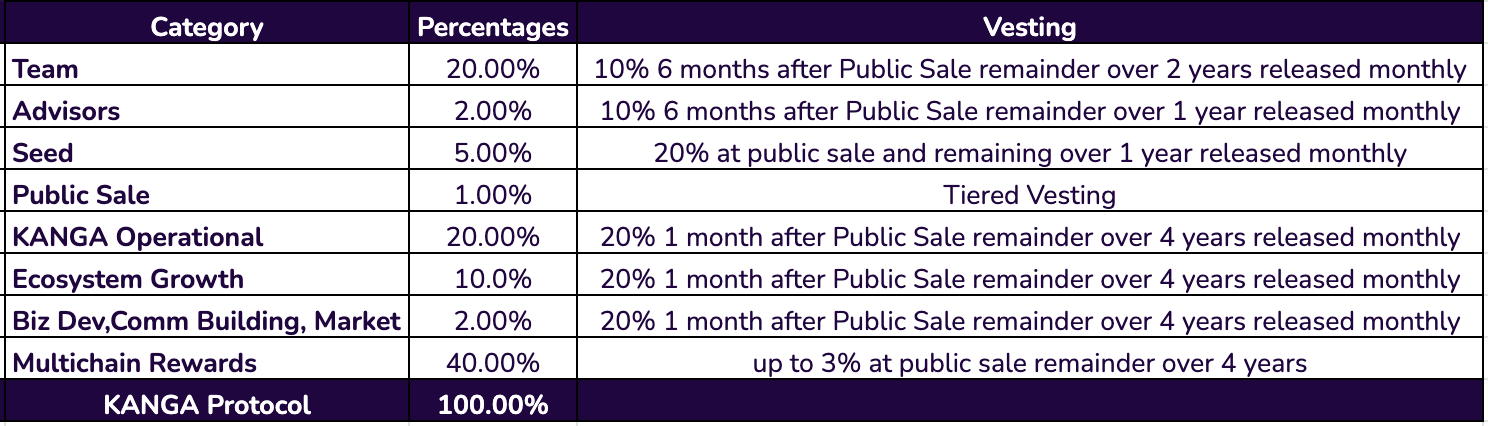 Category Percentages Vesting
Team 20.00% 10% 6 months after Public Sale remainder over 2 years released monthly
Advisors 2.00% 10% 6 months after Public Sale remainder over 1 year released monthly
Seed 5.00% 20% at public sale and remaining over 1 year released monthly
Public Sale 1.00% Tiered Vesting
KANGA Operational 20.00% 20% 1 month after Public Sale remainder over 4 years released monthly
Ecosystem Growth 10.0% 20% 1 month after Public Sale remainder over 4 years released monthly
Biz Dev,Comm Building, Market 2.00% 20% 1 month after Public Sale remainder over 4 years released monthly
Multichain Rewards 40.00% up to 3% at public sale remainder over 4 years
KANGA Protocol 100.00%